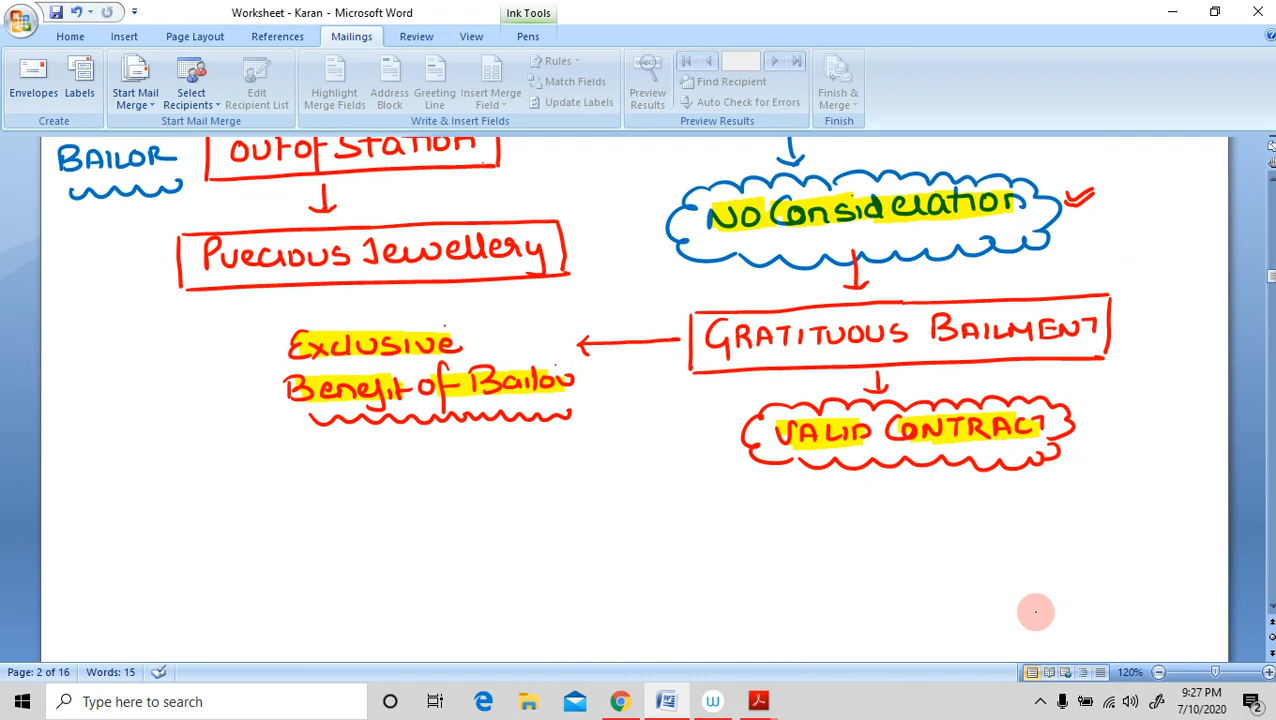 Worksheet - Karan - Microsoft Word
Ink Tools
Home
Insert
Page Layout
References
Mailings
Review
View
Pens
Envelopes
Labels
Create
Start Mail
Merge
Select
Recipients
Edit
Recipient List
Start Mail Merge
Highlight
Merge Fields
Address
Block
Greeting
Line
Insert Merge
Field
Rules
Match Fields
Update Labels
Write & Insert Fields
Preview
Results
Find Recipient
Auto Check for Errors
Preview Results
Finish &
Merge
Finish
BAILOR
out of Station
Precious Jewellery
Exclusive
Benefit of Bailor
No Consideration
GRATITUOUS BAILMENT
VALID CONTRACT
Page: 2 of 16
Words: 15
120%
Type here to search
9:27 PM
7/10/2020
2